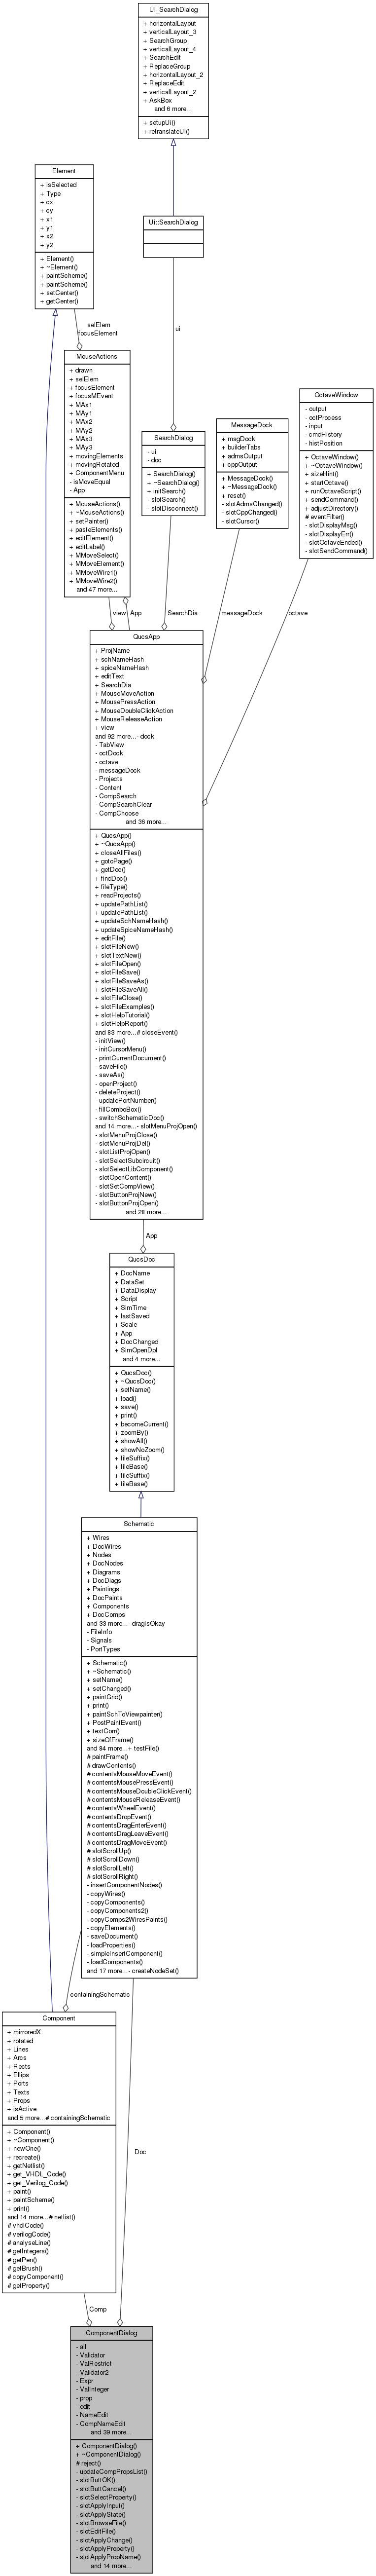 Ui_SearchDialog
+ horizontalLayout
+ verticalLayout_3
+ SearchGroup
+ verticalLayout_4
+ SearchEdit
+ ReplaceGroup
+ horizontalLayout_2
+ ReplaceEdit
+ verticalLayout_2
+ AskBox
and 6 more...
+ setupUi()
+ retranslateUi()
Element
+ isSelected
+ Type
+ cx
+ cy
+ x1
+ y1
+ x2
+ y2
+ Element()
+ ~Element()
+ paintScheme()
+ paintScheme()
+ setCenter()
+ getCenter()
Ui::SearchDialog
selElem
focusElement
ui
MouseActions
+ drawn
+ selElem
+ focusElement
+ focusMEvent
+ MAx1
+ MAy1
+ MAx2
+ MAy2
+ MAx3
+ MAy3
+ movingElements
+ movingRotated
+ ComponentMenu
- isMoveEqual
- App
+ MouseActions()
+ ~MouseActions()
+ setPainter()
+ pasteElements()
+ editElement()
+ editLabel()
+ MMoveSelect()
+ MMoveElement()
+ MMoveWire1()
+ MMoveWire2()
and 47 more...
SearchDialog
- ui
- doc
+ SearchDialog()
+ ~SearchDialog()
+ initSearch()
- slotSearch()
- slotDisconnect()
MessageDock
+ msgDock
+ builderTabs
+ admsOutput
+ cppOutput
+ MessageDock()
+ ~MessageDock()
+ reset()
- slotAdmsChanged()
- slotCppChanged()
- slotCursor()
OctaveWindow
- output
- octProcess
- input
- cmdHistory
- histPosition
+ OctaveWindow()
+ ~OctaveWindow()
+ sizeHint()
+ startOctave()
+ runOctaveScript()
+ sendCommand()
+ adjustDirectory()
# eventFilter()
- slotDisplayMsg()
- slotDisplayErr()
- slotOctaveEnded()
- slotSendCommand()
view
App
SearchDia
messageDock
octave
QucsApp
+ ProjName
+ schNameHash
+ spiceNameHash
+ editText
+ SearchDia
+ MouseMoveAction
+ MousePressAction
+ MouseDoubleClickAction
+ MouseReleaseAction
+ view
and 92 more...- dock
- TabView
- octDock
- octave
- messageDock
- Projects
- Content
- CompSearch
- CompSearchClear
- CompChoose
and 36 more...
+ QucsApp()
+ ~QucsApp()
+ closeAllFiles()
+ gotoPage()
+ getDoc()
+ findDoc()
+ fileType()
+ readProjects()
+ updatePathList()
+ updatePathList()
+ updateSchNameHash()
+ updateSpiceNameHash()
+ editFile()
+ slotFileNew()
+ slotTextNew()
+ slotFileOpen()
+ slotFileSave()
+ slotFileSaveAs()
+ slotFileSaveAll()
+ slotFileClose()
+ slotFileExamples()
+ slotHelpTutorial()
+ slotHelpReport()
and 83 more...# closeEvent()
- initView()
- initCursorMenu()
- printCurrentDocument()
- saveFile()
- saveAs()
- openProject()
- deleteProject()
- updatePortNumber()
- fillComboBox()
- switchSchematicDoc()
and 14 more...- slotMenuProjOpen()
- slotMenuProjClose()
- slotMenuProjDel()
- slotListProjOpen()
- slotSelectSubcircuit()
- slotSelectLibComponent()
- slotOpenContent()
- slotSetCompView()
- slotButtonProjNew()
- slotButtonProjOpen()
and 28 more...
App
QucsDoc
+ DocName
+ DataSet
+ DataDisplay
+ Script
+ SimTime
+ lastSaved
+ Scale
+ App
+ DocChanged
+ SimOpenDpl
and 4 more...
+ QucsDoc()
+ ~QucsDoc()
+ setName()
+ load()
+ save()
+ print()
+ becomeCurrent()
+ zoomBy()
+ showAll()
+ showNoZoom()
+ fileSuffix()
+ fileBase()
+ fileSuffix()
+ fileBase()
Schematic
+ Wires
+ DocWires
+ Nodes
+ DocNodes
+ Diagrams
+ DocDiags
+ Paintings
+ DocPaints
+ Components
+ DocComps
and 33 more...- dragIsOkay
- FileInfo
- Signals
- PortTypes
+ Schematic()
+ ~Schematic()
+ setName()
+ setChanged()
+ paintGrid()
+ print()
+ paintSchToViewpainter()
+ PostPaintEvent()
+ textCorr()
+ sizeOfFrame()
and 84 more...+ testFile()
# paintFrame()
# drawContents()
# contentsMouseMoveEvent()
# contentsMousePressEvent()
# contentsMouseDoubleClickEvent()
# contentsMouseReleaseEvent()
# contentsWheelEvent()
# contentsDropEvent()
# contentsDragEnterEvent()
# contentsDragLeaveEvent()
# contentsDragMoveEvent()
# slotScrollUp()
# slotScrollDown()
# slotScrollLeft()
# slotScrollRight()
- insertComponentNodes()
- copyWires()
- copyComponents()
- copyComponents2()
- copyComps2WiresPaints()
- copyElements()
- saveDocument()
- loadProperties()
- simpleInsertComponent()
- loadComponents()
and 17 more...- createNodeSet()
containingSchematic
Component
+ mirroredX
+ rotated
+ Lines
+ Arcs
+ Rects
+ Ellips
+ Ports
+ Texts
+ Props
+ isActive
and 5 more...# containingSchematic
+ Component()
+ ~Component()
+ newOne()
+ recreate()
+ getNetlist()
+ get_VHDL_Code()
+ get_Verilog_Code()
+ paint()
+ paintScheme()
+ print()
and 14 more...# netlist()
# vhdlCode()
# verilogCode()
# analyseLine()
# getIntegers()
# getPen()
# getBrush()
# copyComponent()
# getProperty()
Doc
Comp
ComponentDialog
- all
- Validator
- ValRestrict
- Validator2
- Expr
- ValInteger
- prop
- edit
- NameEdit
- CompNameEdit
and 39 more...
+ ComponentDialog()
+ ~ComponentDialog()
# reject()
- updateCompPropsList()
- slotButtOK()
- slotButtCancel()
- slotSelectProperty()
- slotApplyInput()
- slotApplyState()
- slotBrowseFile()
- slotEditFile()
- slotApplyChange()
- slotApplyProperty()
- slotApplyPropName()
and 14 more...